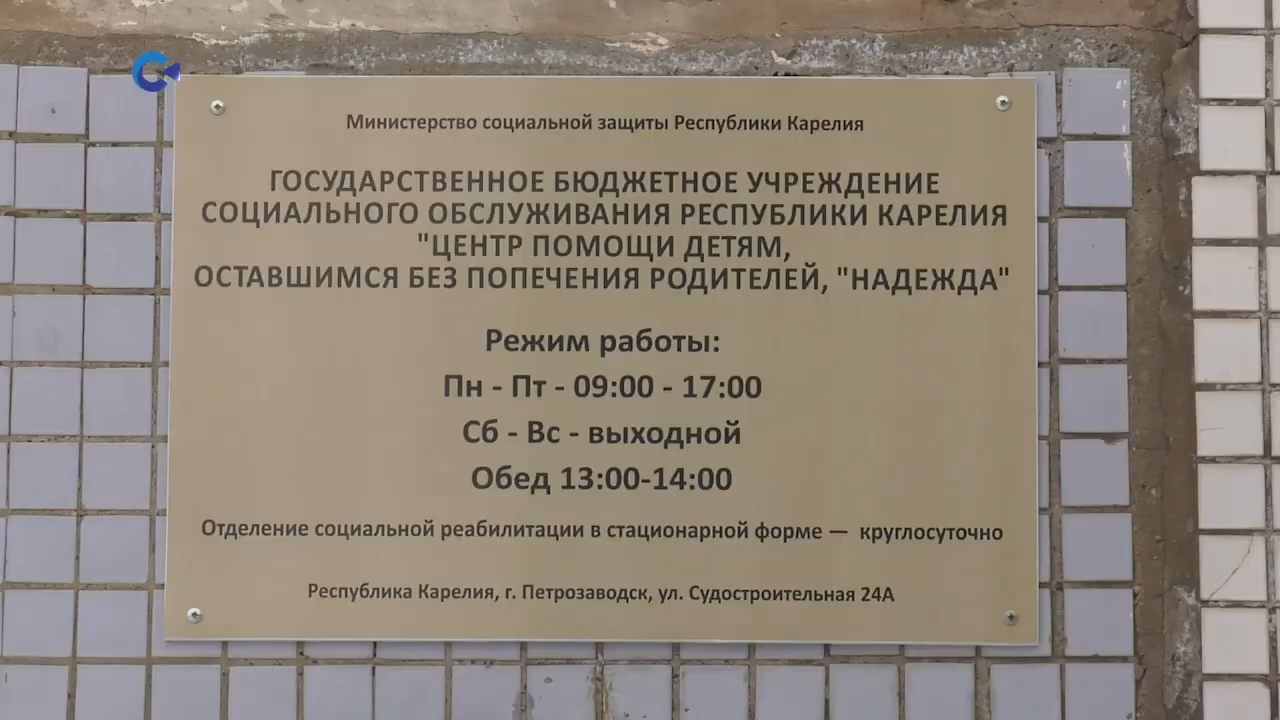 Министерство социальной защиты Республики Карелия
ГОСУДАРСТВЕННОЕ БЮДЖЕТНОЕ УЧРЕЖДЕНИЕ
СОЦИАЛЬНОГО ОБСЛУЖИВАНИЯ РЕСПУБЛИКИ КАРЕЛИЯ
"ЦЕНТР ПОМОЩИ ДЕТЯМ,
ОСТАВШИМСЯ БЕЗ ПОПЕЧЕНИЯ РОДИТЕЛЕЙ, "НАДЕЖДА"
Режим работы:
Пн - Пт - 09:00 - 17:00
Сб - Вс - выходной
Обед 13:00-14:00
Отделение социальной реабилитации в стационарной форме — круглосуточно
Республика Карелия, г. Петрозаводск, ул. Судостроительная 24А